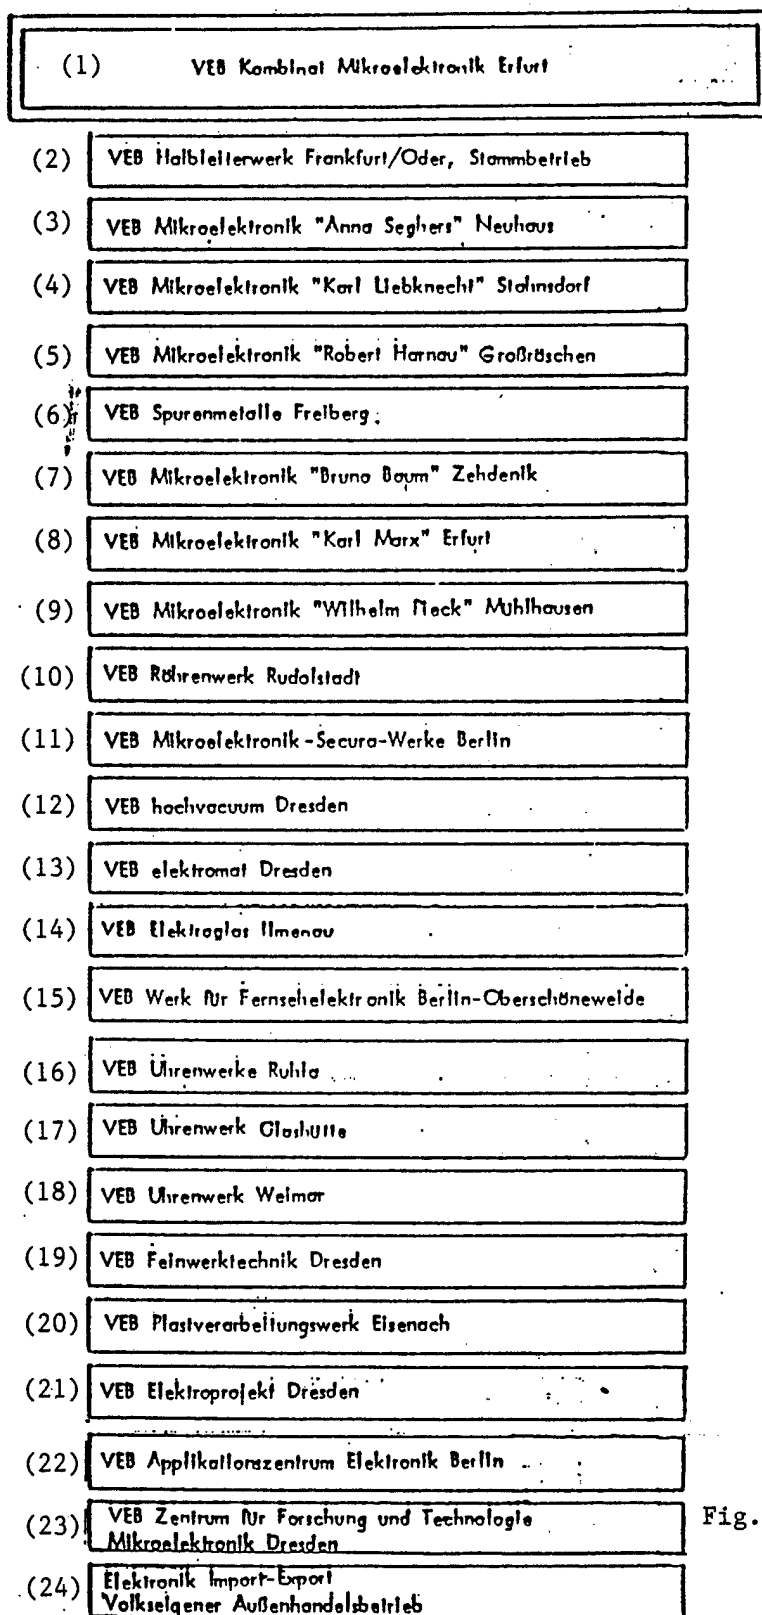 (1) VEB Kombinat Mikroelektronik Erfurt
(2) VEB Halbleiterwerk Frankfurt/Oder, Stammbetrieb
(3) VEB Mikroelektronik "Anna Seghers" Neuhaus
(4) VEB Mikroelektronik "Karl Liebknecht" Stahnsdorf
(5) VEB Mikroelektronik "Robert Harnau" Großräschen
(6) VEB Spurenmetalle Freiberg
(7) VEB Mikroelektronik "Bruno Baum" Zehdenik
(8) VEB Mikroelektronik "Karl Marx" Erfurt
(9) VEB Mikroelektronik "Wilhelm Pieck" Mühlhausen
(10) VEB Röhrenwerk Rudolstadt
(11) VEB Mikroelektronik-Secura-Werke Berlin
(12) VEB hochvacuum Dresden
(13) VEB elektromat Dresden
(14) VEB Elektroglas Ilmenau
(15) VEB Werk für Fernsehelektronik Berlin-Oberschöneweide
(16) VEB Uhrenwerke Ruhla
(17) VEB Uhrenwerk Glashütte
(18) VEB Uhrenwerk Weimar
(19) VEB Feinwerktechnik Dresden
(20) VEB Plastverarbeitungswerk Eisenach
(21) VEB Elektroprojekt Dresden
(22) VEB Applikationszentrum Elektronik Berlin
(23) VEB Zentrum für Forschung und Technologie
Mikroelektronik Dresden
Fig.
(24) Elektronik Import-Export
Volkseigener Außenhandelsbetrieb